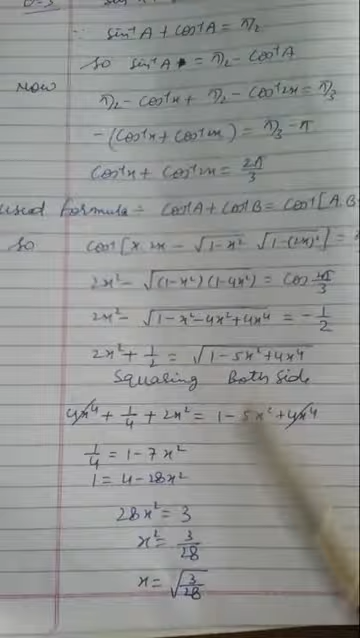 ∵ sin⁻¹A + cos⁻¹A = π/2
So sin⁻¹A = π/2 - cos⁻¹A
Now
π/2 - cos⁻¹x + π/2 - cos⁻¹2x = π/3
-(cos⁻¹x + cos⁻¹2x) = π/3 - π
cos⁻¹x + cos⁻¹2x = 2π/3
used formula÷ cos⁻¹A + cos⁻¹B = cos⁻¹[A.B
So cos⁻¹[x.2x - √1-x² √1-(2x)²] =
2x² - √(1-x²)(1-4x²) = cos 2π/3
2x² - √1-x²-4x²+4x⁴ = -1/2
2x² + 1/2 = √1-5x²+4x⁴
Squaring Both side
4x⁴ + 1/4 + 2x² = 1-5x²+4x⁴
1/4 = 1-7x²
1 = 4-28x²
28x² = 3
x² = 3/28
x = √3/28